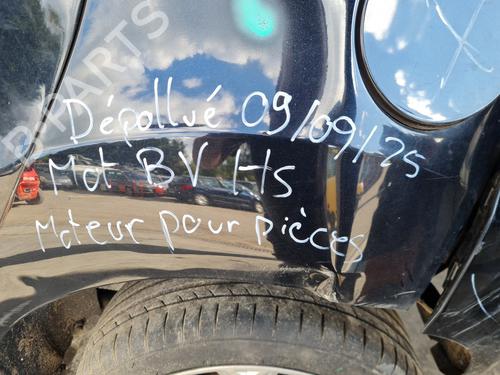 Dépollué 09/09/25
Mot BV Hs
Moteur pour pièces